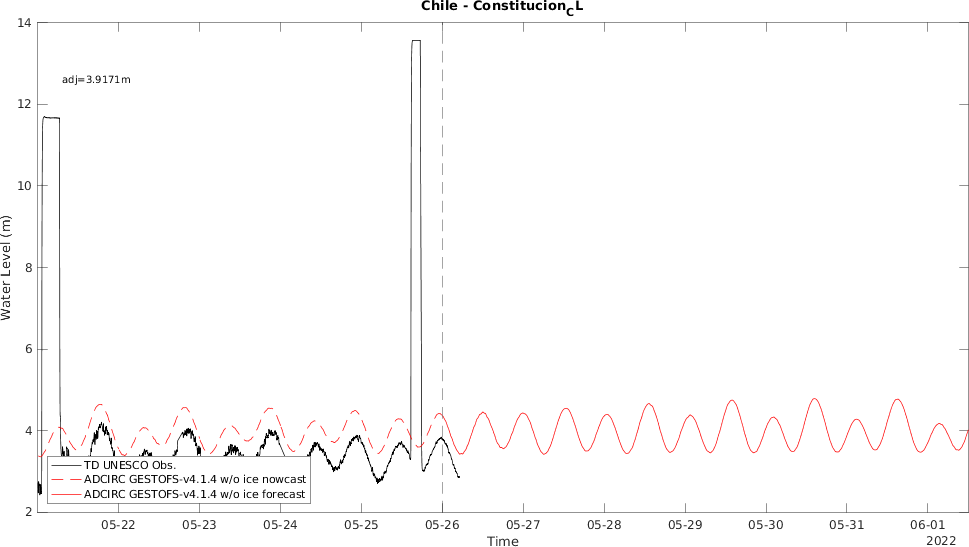 Chile - Constitucion_CL
adj=3.9171m
Water Level (m)
14
12
10
8
6
4
2
TD UNESCO Obs.
ADCIRC GESTOFS-v4.1.4 w/o ice nowcast
ADCIRC GESTOFS-v4.1.4 w/o ice forecast
05-22 05-23 05-24 05-25 05-26 05-27 05-28 05-29 05-30 05-31 06-01
Time
2022